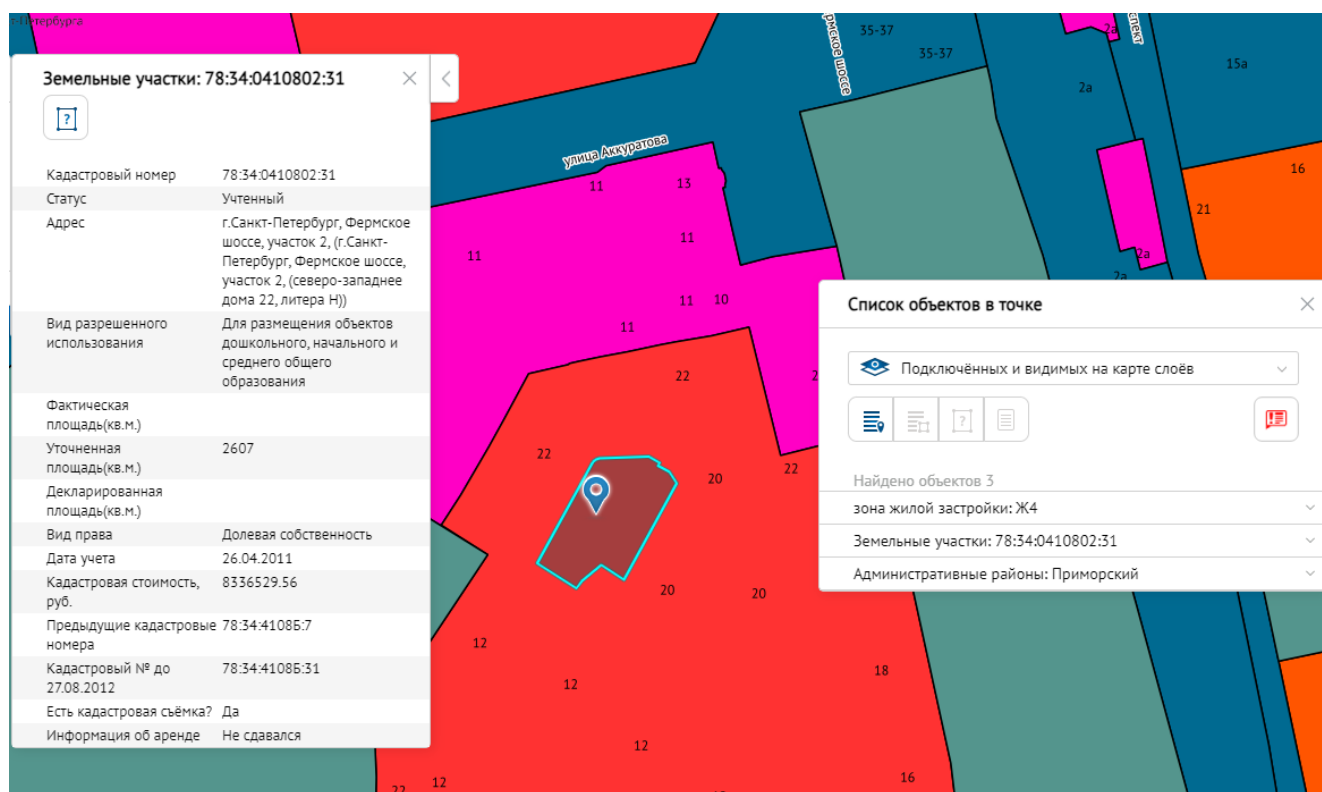 Земельные участки: 78:34:0410802:31
Кадастровый номер 78:34:0410802:31
Статус Учтенный
Адрес г.Санкт-Петербург, Фермское
шоссе, участок 2, (г.Санкт-
Петербург, Фермское шоссе,
участок 2, (северо-западнее
дома 22, литера Н))
Вид разрешенного Для размещения объектов
использования дошкольного, начального и
среднего общего
образования
Фактическая
площадь(кв.м.)
Уточненная 2607
площадь(кв.м.)
Декларированная
площадь(кв.м.)
Вид права Долевая собственность
Дата учета 26.04.2011
Кадастровая стоимость, 8336529.56
руб.
Предыдущие кадастровые 78:34:4108Б:7
номера
Кадастровый № до 78:34:4108Б:31
27.08.2012
Есть кадастровая съёмка? Да
Информация об аренде Не сдавался
улица Аккуратова
рмское шоссе
спект
35-37
35-37
2а
15а
2а
16
21
2а
2а
11
13
11
11
11
10
11
22
22
20
22
20
20
12
12
18
12
12
16
22
Список объектов в точке
Подключённых и видимых на карте слоёв
Найдено объектов 3
зона жилой застройки: Ж4
Земельные участки: 78:34:0410802:31
Административные районы: Приморский